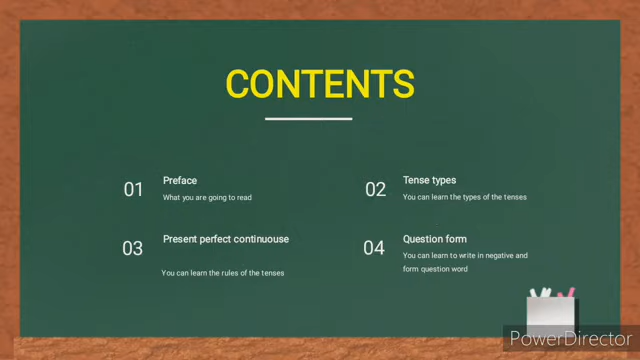 CONTENTS
01
Preface
What you are going to read
02
Tense types
You can learn the types of the tenses
03
Present perfect continuouse
You can learn the rules of the tenses
04
Question form
You can learn to write in negative and
form question word
PowerDirector